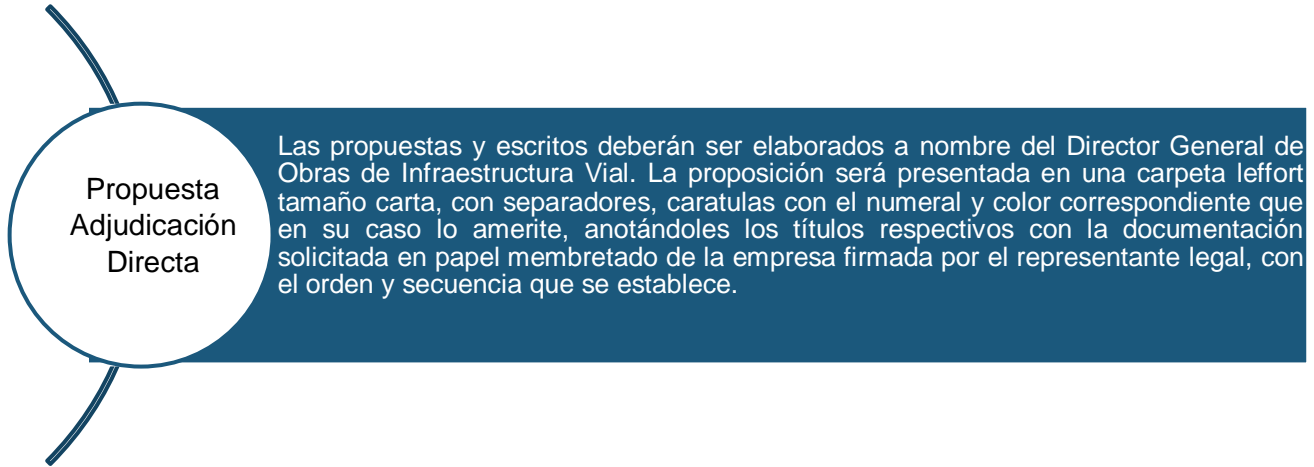 Propuesta
Adjudicación
Directa
Las propuestas y escritos deberán ser elaborados a nombre del Director General de
Obras de Infraestructura Vial. La proposición será presentada en una carpeta leffort
tamaño carta, con separadores, caratulas con el numeral y color correspondiente que
en su caso lo amerite, anotándoles los títulos respectivos con la documentación
solicitada en papel membretado de la empresa firmada por el representante legal, con
el orden y secuencia que se establece.